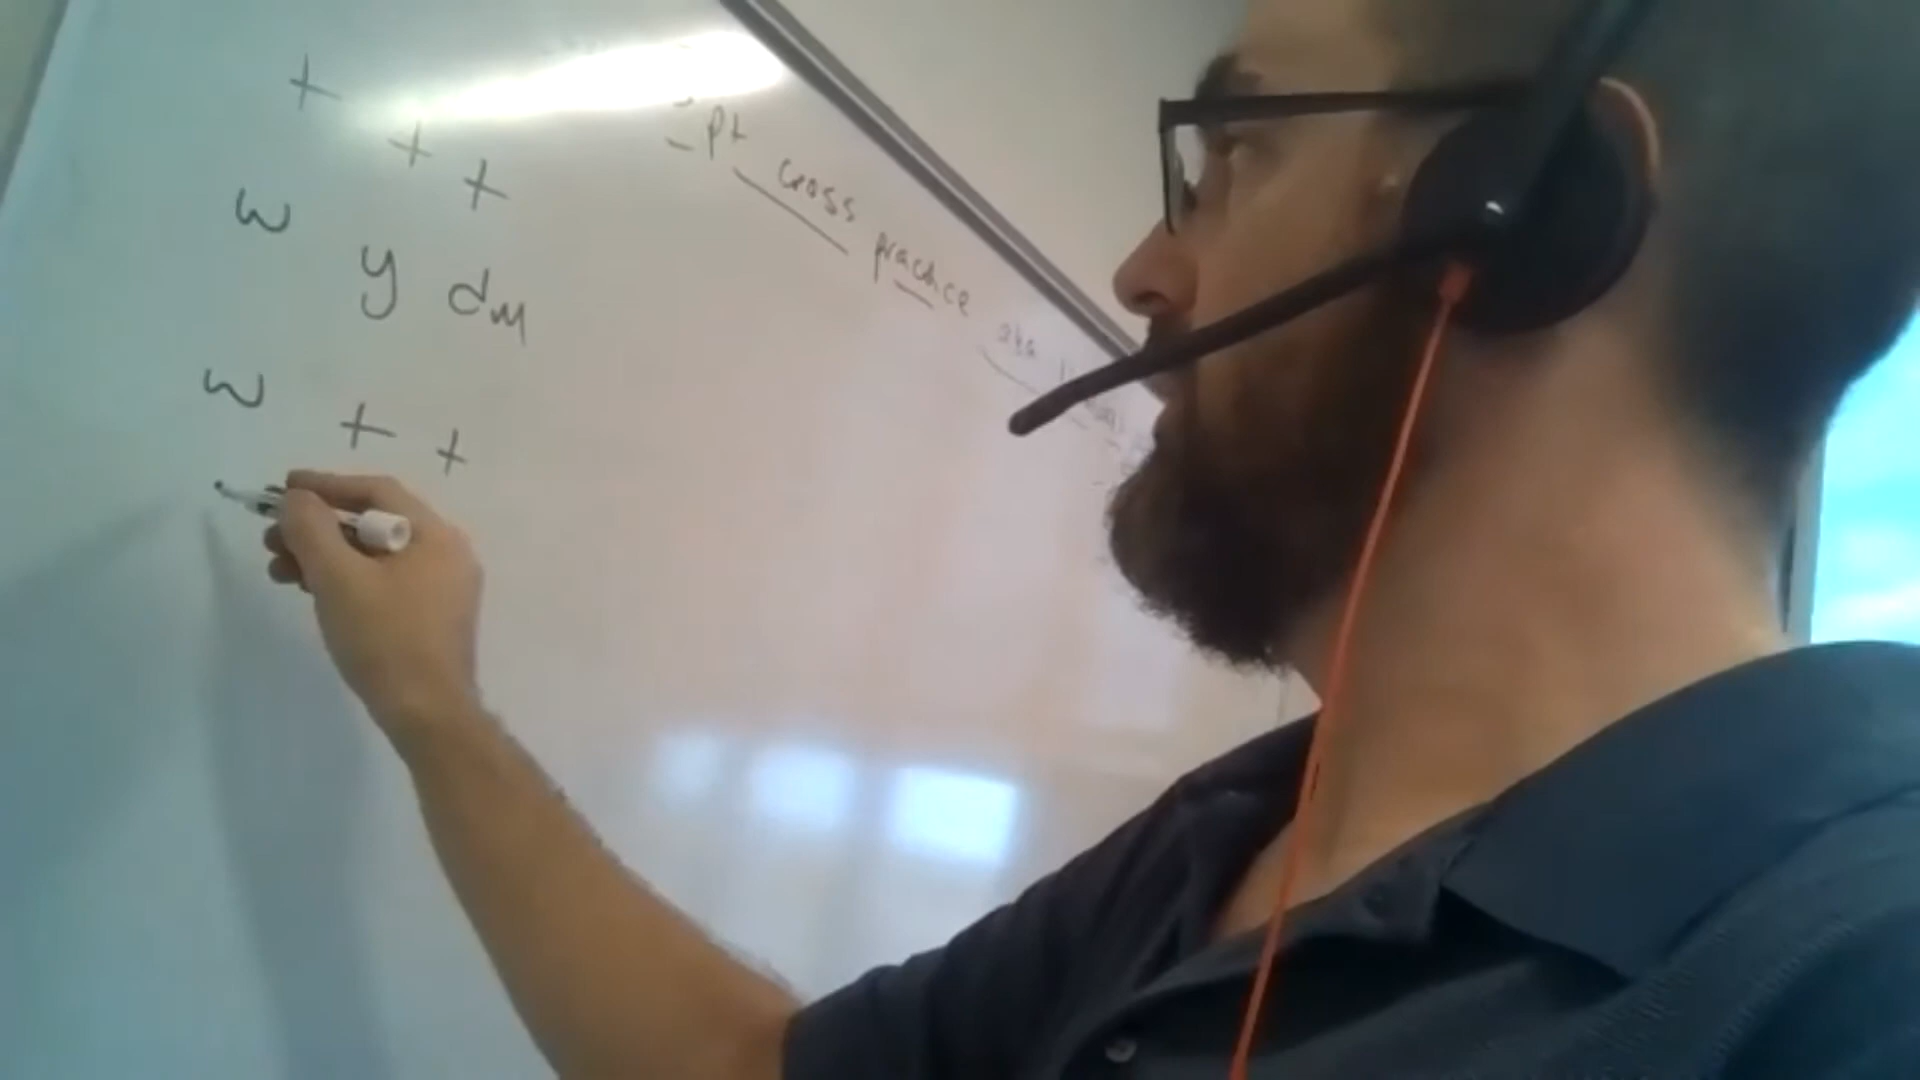 + + +
w y dm
w + +
- pt cross practice aka